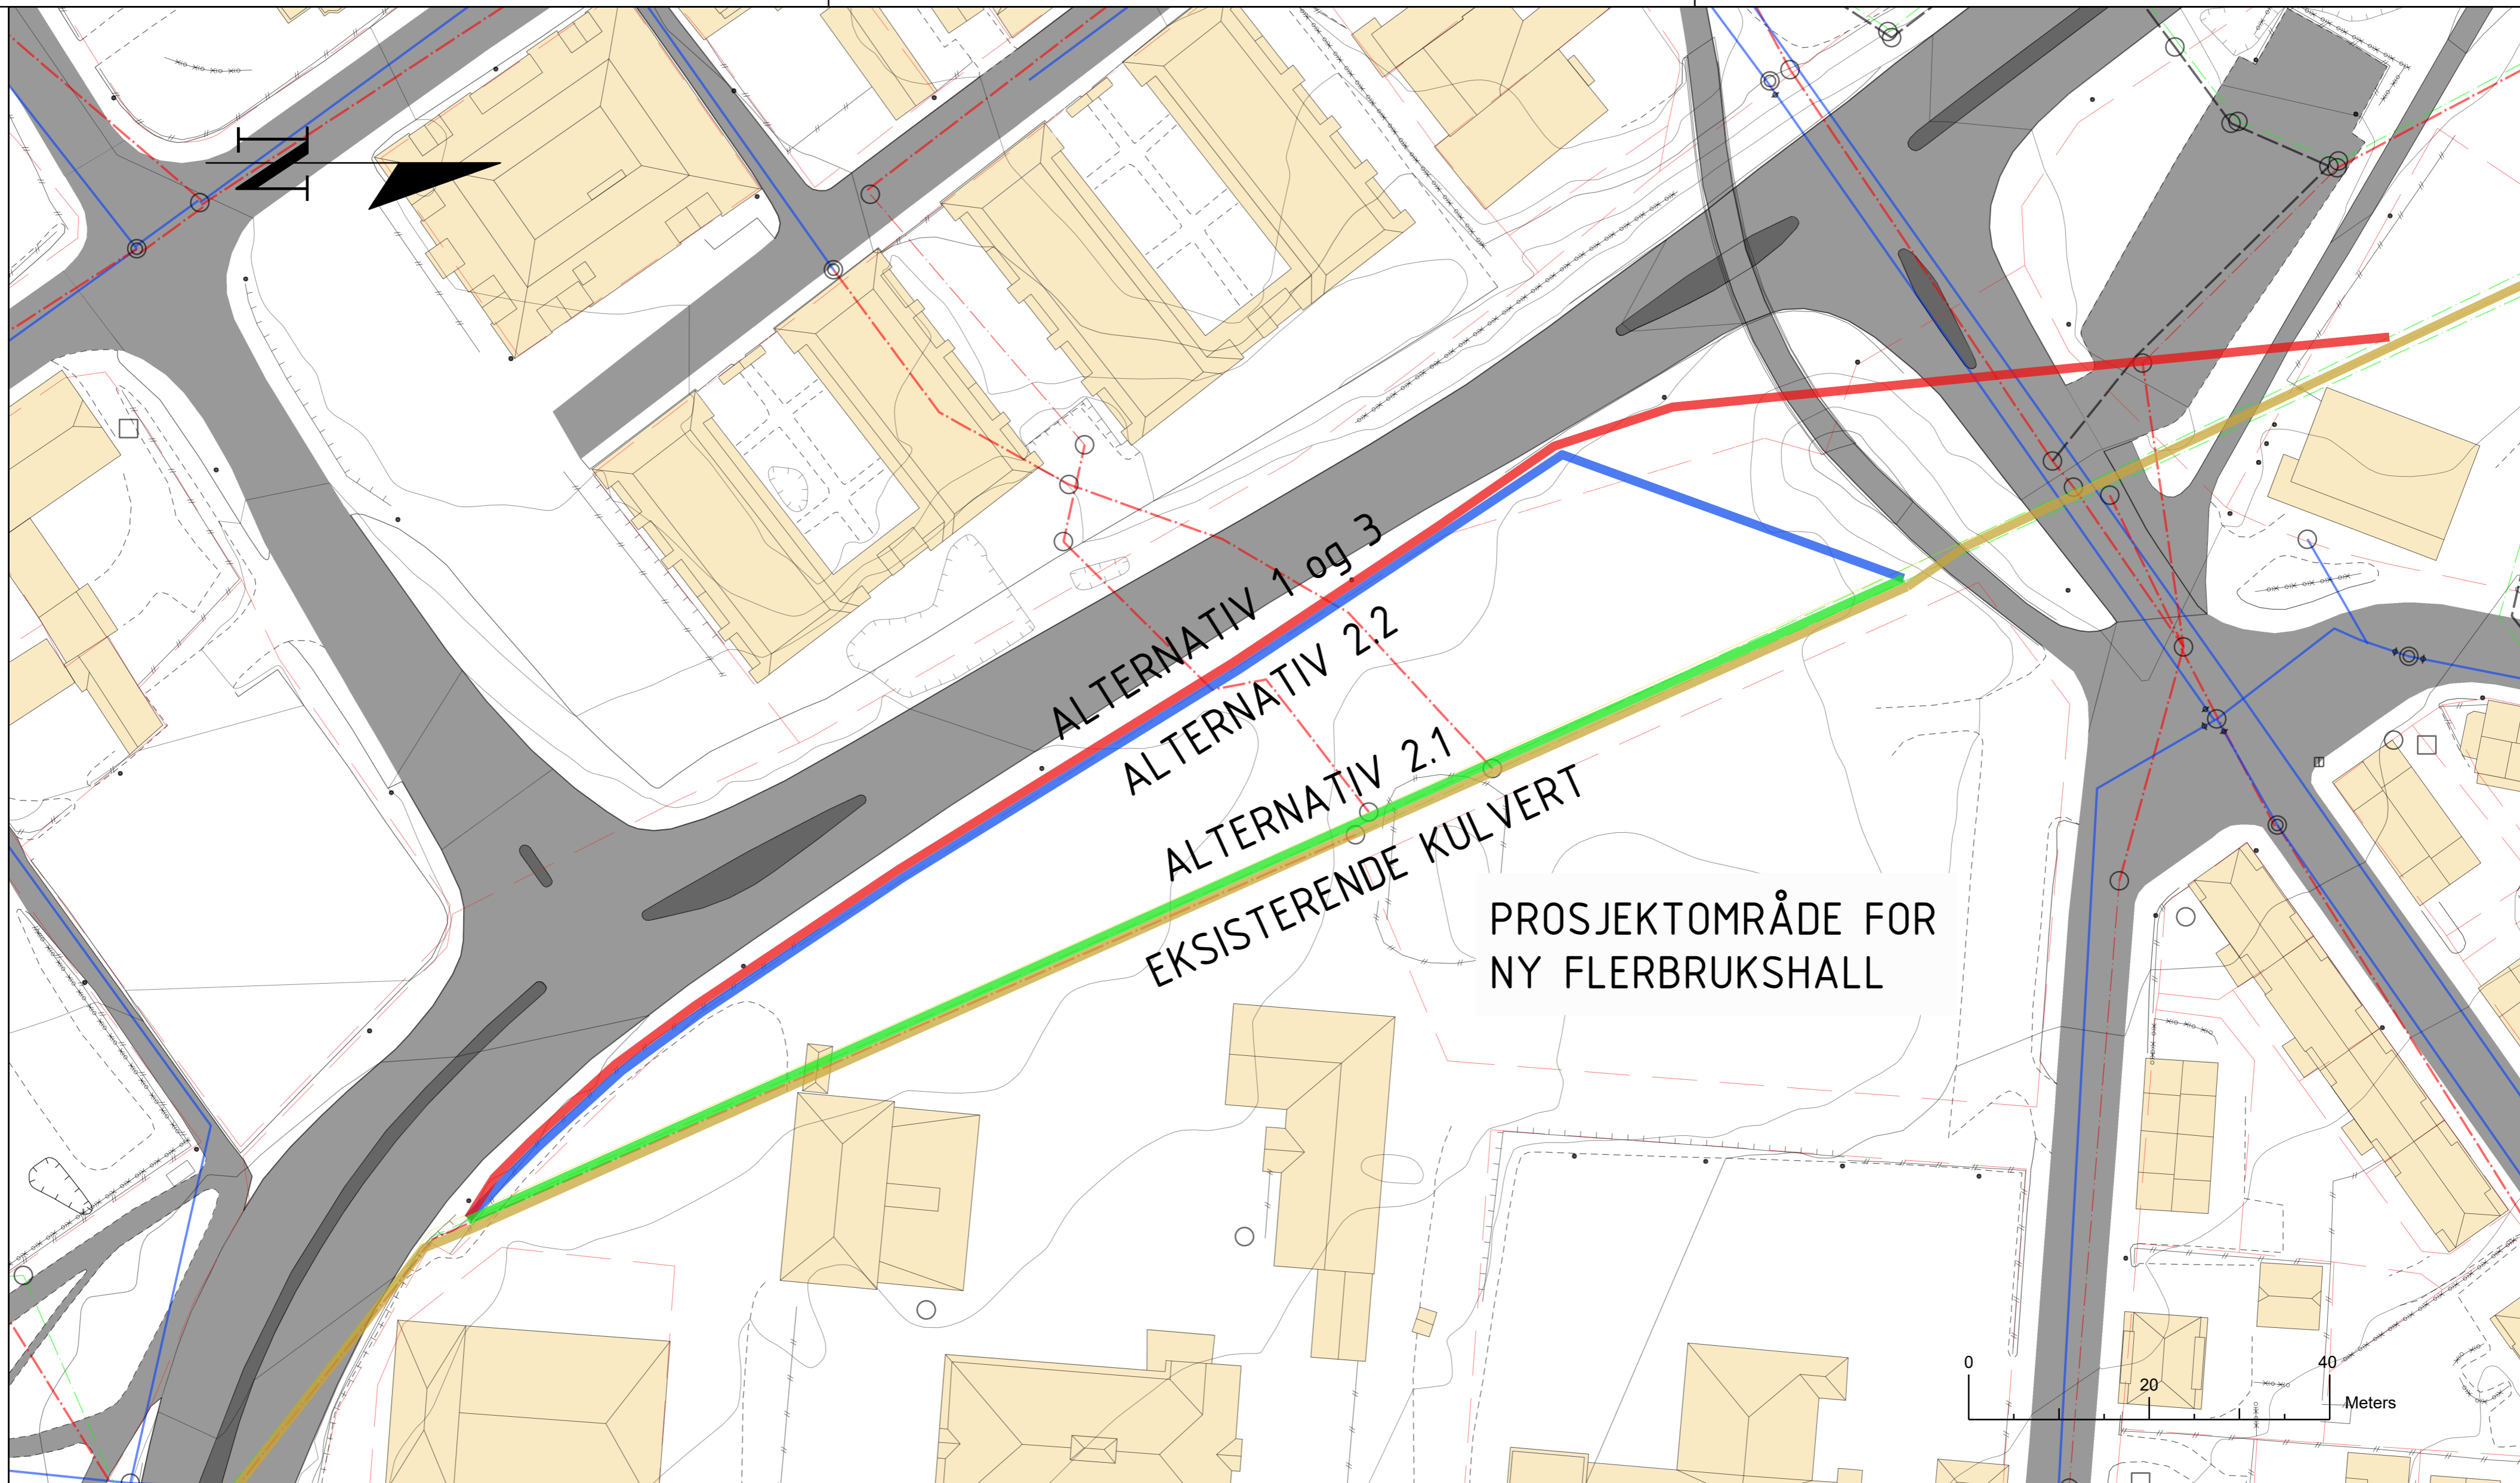 N
ALTERNATIV 1 og 3
ALTERNATIV 2.2
ALTERNATIV 2.1
EKSISTERENDE KULVERT
PROSJEKTOMRÅDE FOR
NY FLERBRUKSHALL
0
20
40
Meters